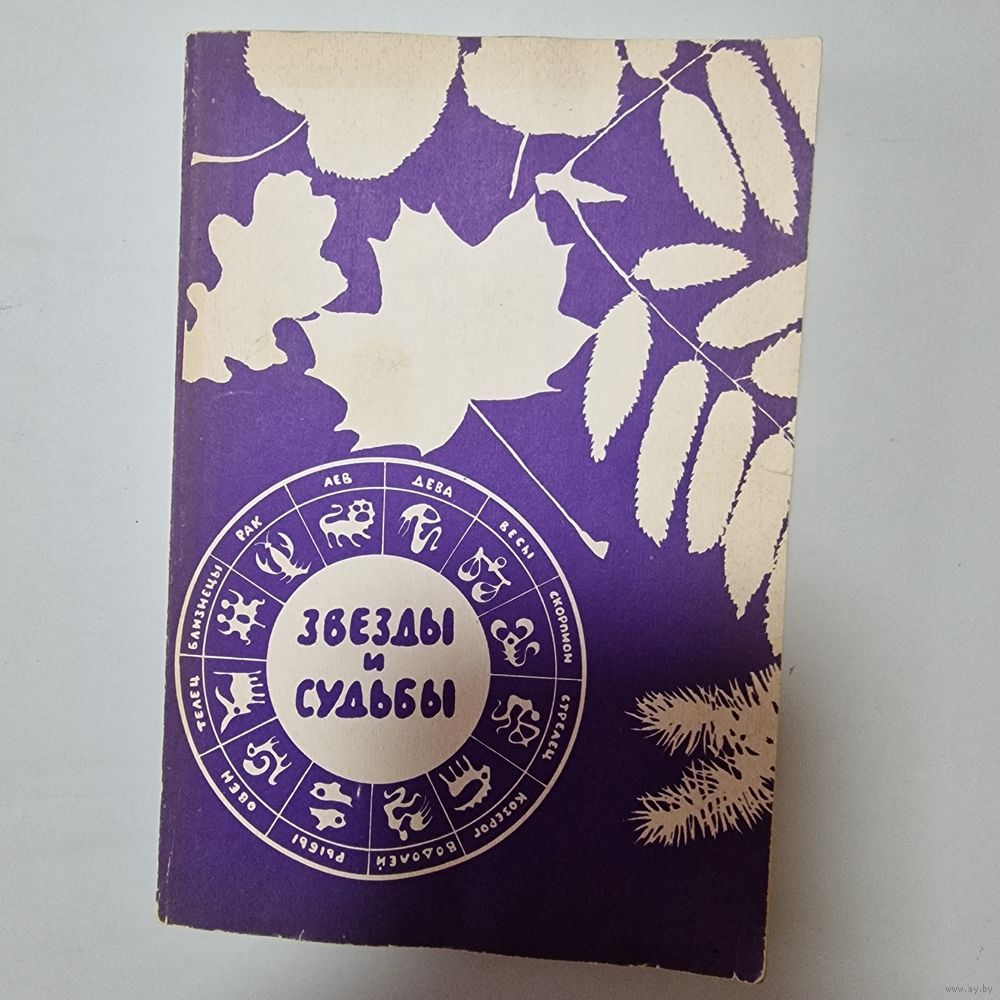 ЛЕВ
ДЕВА
ВЕСЫ
СКОРПИОН
СТРЕЛЕЦ
КОЗЕРОГ
ВОДОЛЕЙ
РЫБЫ
ОВЕН
ТЕЛЕЦ
БЛИЗНЕЦЫ
РАК
ЗВЕЗДЫ
И
СУДЬБЫ
www.ay.by